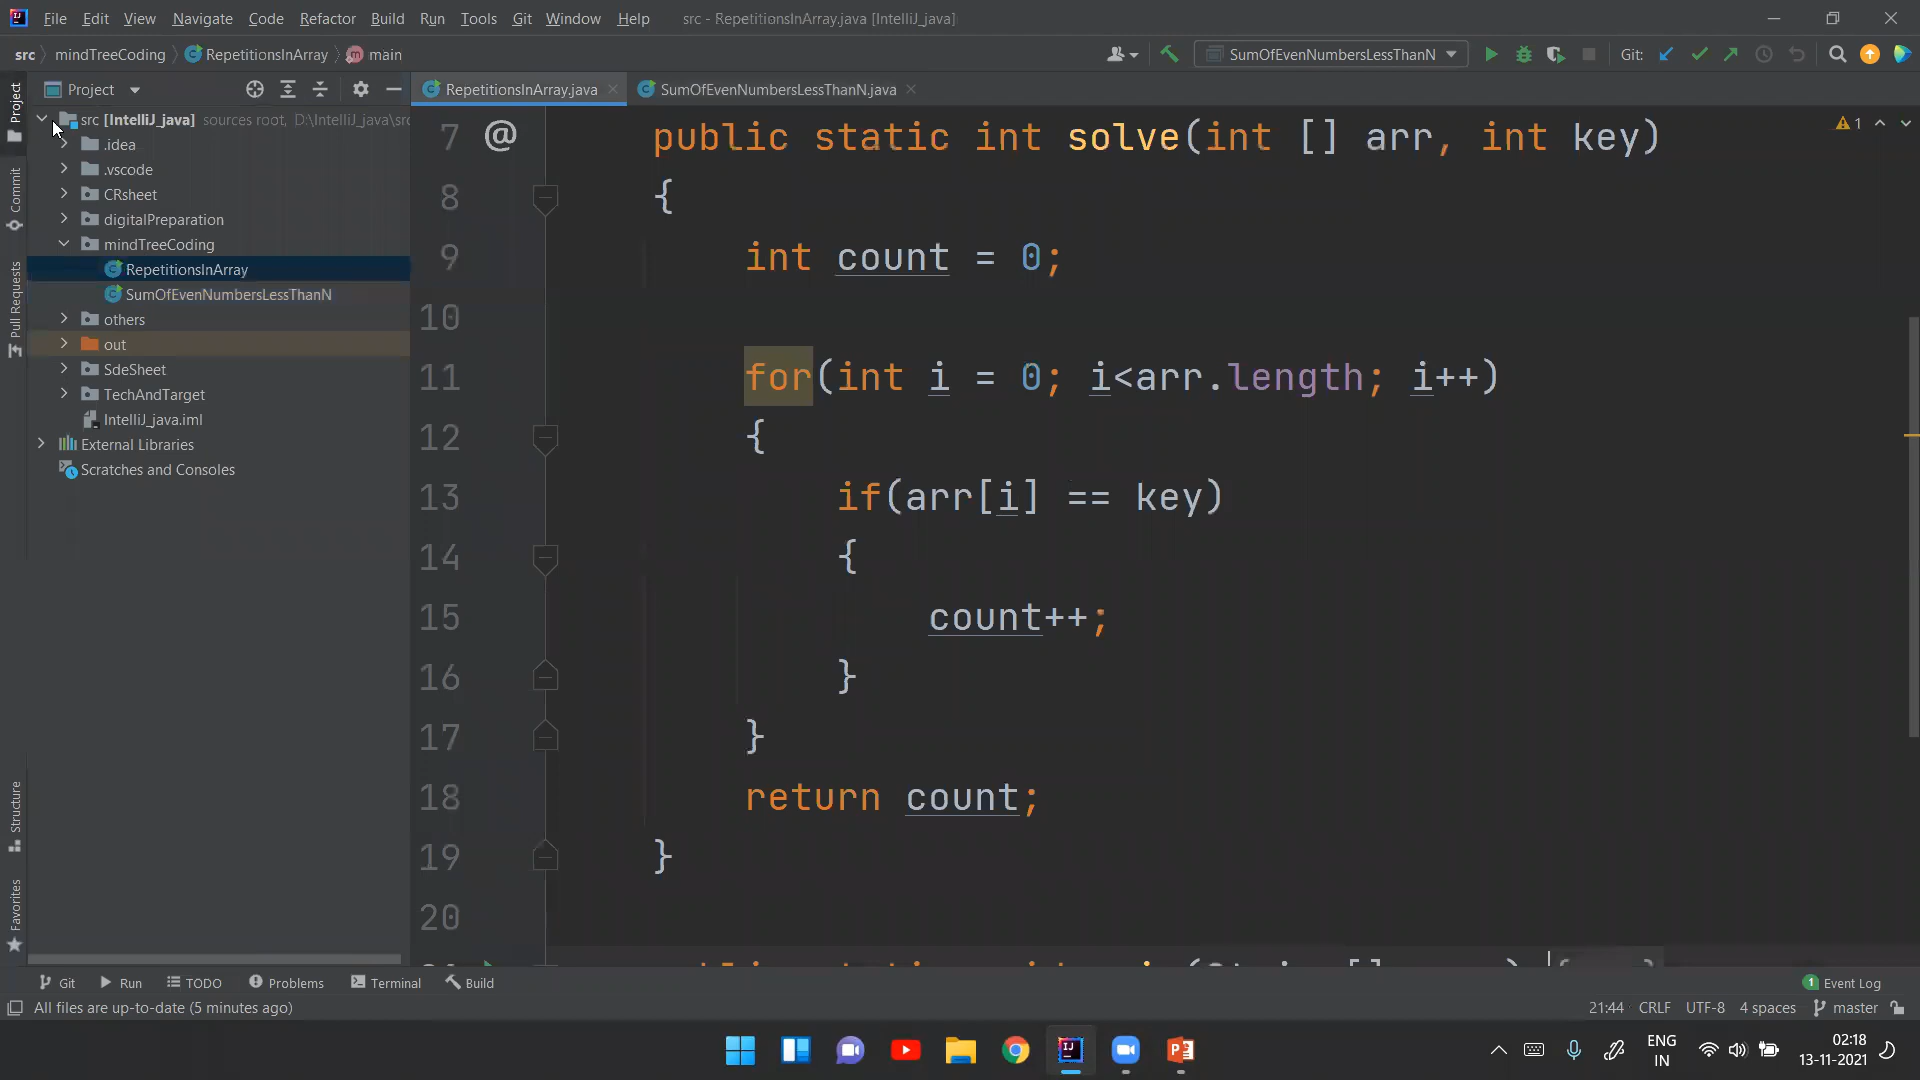 File Edit View Navigate Code Refactor Build Run Tools Git Window Help src - RepetitionsInArray.java [IntelliJ_java]
src mindTreeCoding RepetitionsInArray main SumOfEvenNumbersLessThanN Git:
Project RepetitionsInArray.java SumOfEvenNumbersLessThanN.java
Project
Commit
Pull Requests
Structure
Favorites
src [IntelliJ_java] sources root, D:\IntelliJ_java\src
.idea
.vscode
CRsheet
digitalPreparation
mindTreeCoding
RepetitionsInArray
SumOfEvenNumbersLessThanN
others
out
SdeSheet
TechAndTarget
IntelliJ_java.iml
External Libraries
Scratches and Consoles
1
7 @ public static int solve(int [] arr, int key)
8 {
9 int count = 0;
10
11 for(int i = 0; i<arr.length; i++)
12 {
13 if(arr[i] == key)
14 {
15 count++;
16 }
17 }
18 return count;
19 }
20
Git Run TODO Problems Terminal Build 1 Event Log
All files are up-to-date (5 minutes ago) 21:44 CRLF UTF-8 4 spaces master
ENG
IN
02:18
13-11-2021